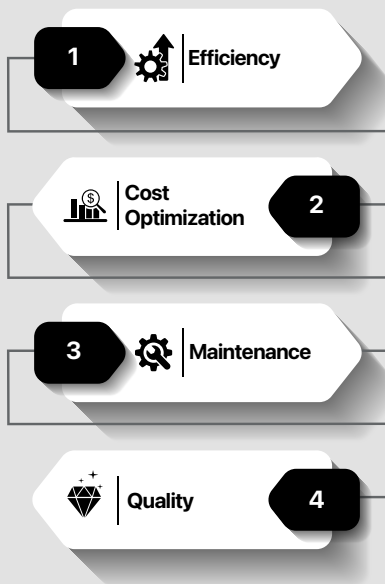 1
Efficiency
$
Cost
Optimization
2
3
Maintenance
Quality
4